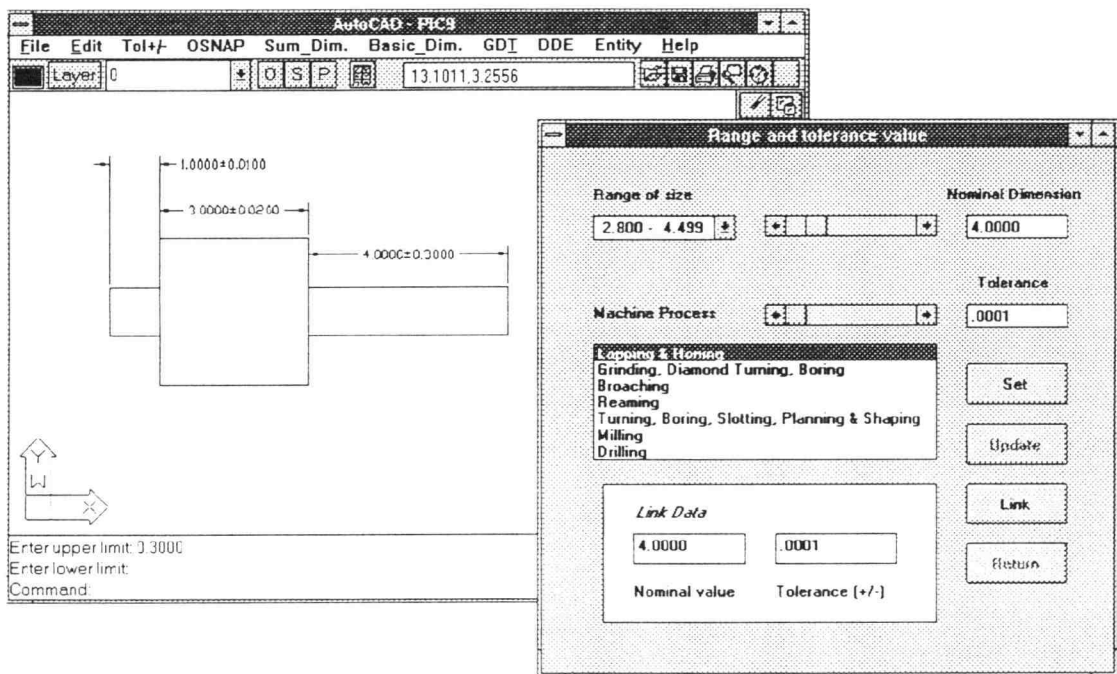 AutoCAD - PIC9
File Edit Tol+/- OSNAP Sum_Dim. Basic_Dim. GDT DDE Entity Help
Layer 0 O S P 13.1011,3.2556
1.0000±0.0100
3.0000±0.0200
4.0000±0.3000
Y
W
X
Enter upper limit: 0.3000
Enter lower limit:
Command:
Range and tolerance value
Range of size
Nominal Dimension
2.800 - 4.499
4.0000
Tolerance
Machine Process
.0001
Lapping & Honing
Grinding, Diamond Turning, Boring
Broaching
Reaming
Turning, Boring, Slotting, Planning & Shaping
Milling
Drilling
Set
Update
Link
Return
Link Data
4.0000 .0001
Nominal value Tolerance (+/-)